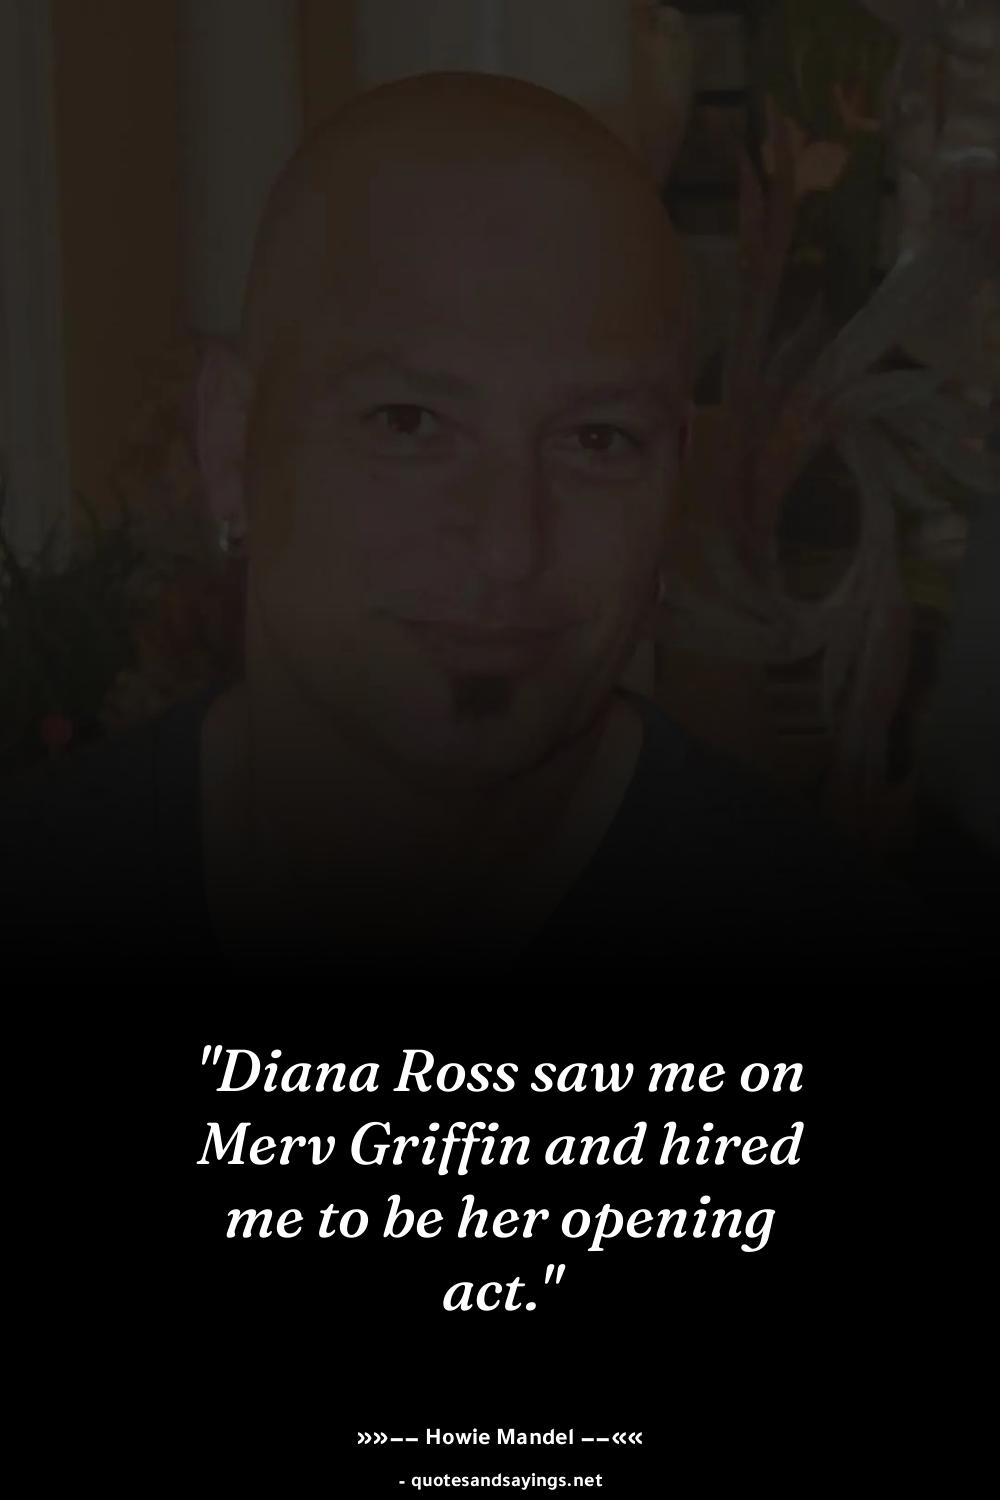 "Diana Ross saw me on
Merv Griffin and hired
me to be her opening
act."
»»−− Howie Mandel −−««
- quotesandsayings.net